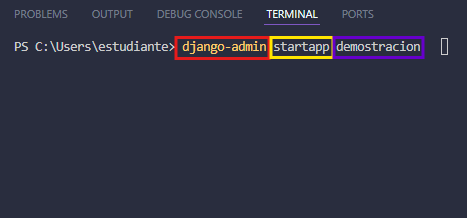 PROBLEMS OUTPUT DEBUG CONSOLE TERMINAL PORTS
PS C:\Users\estudiante> django-admin startapp demostracion